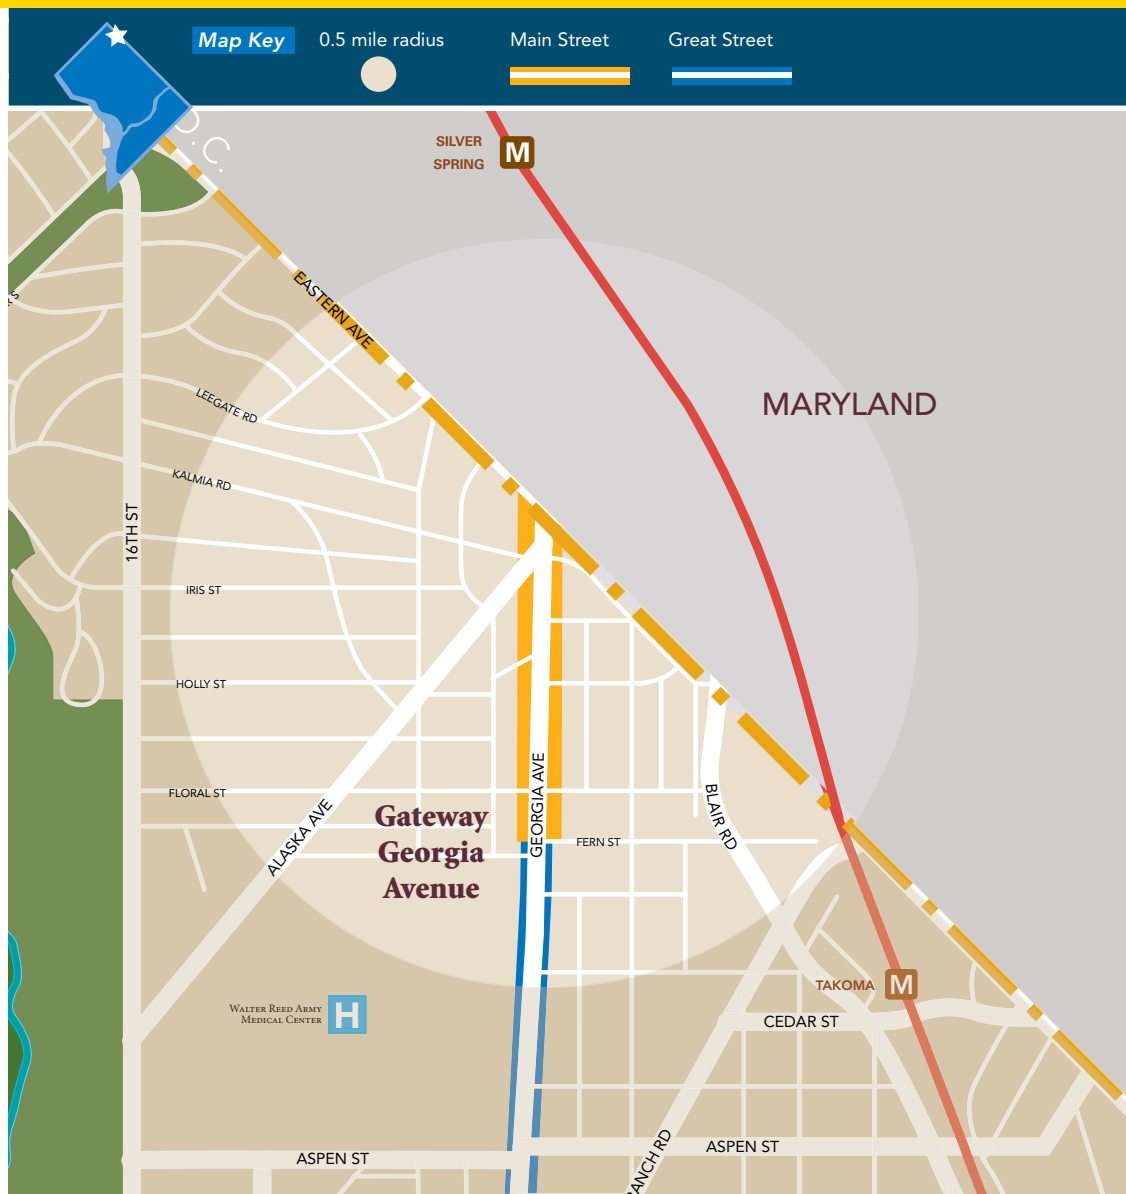 Map Key
0.5 mile radius
Main Street
Great Street
D.C.
SILVER
SPRING
M
EASTERN AVE
MARYLAND
LEEGATE RD
KALMIA RD
16TH ST
IRIS ST
HOLLY ST
FLORAL ST
ALASKA AVE
GEORGIA AVE
BLAIR RD
Gateway
Georgia
Avenue
FERN ST
WALTER REED ARMY
MEDICAL CENTER
H
TAKOMA
M
CEDAR ST
ASPEN ST
ASPEN ST
RANCH RD